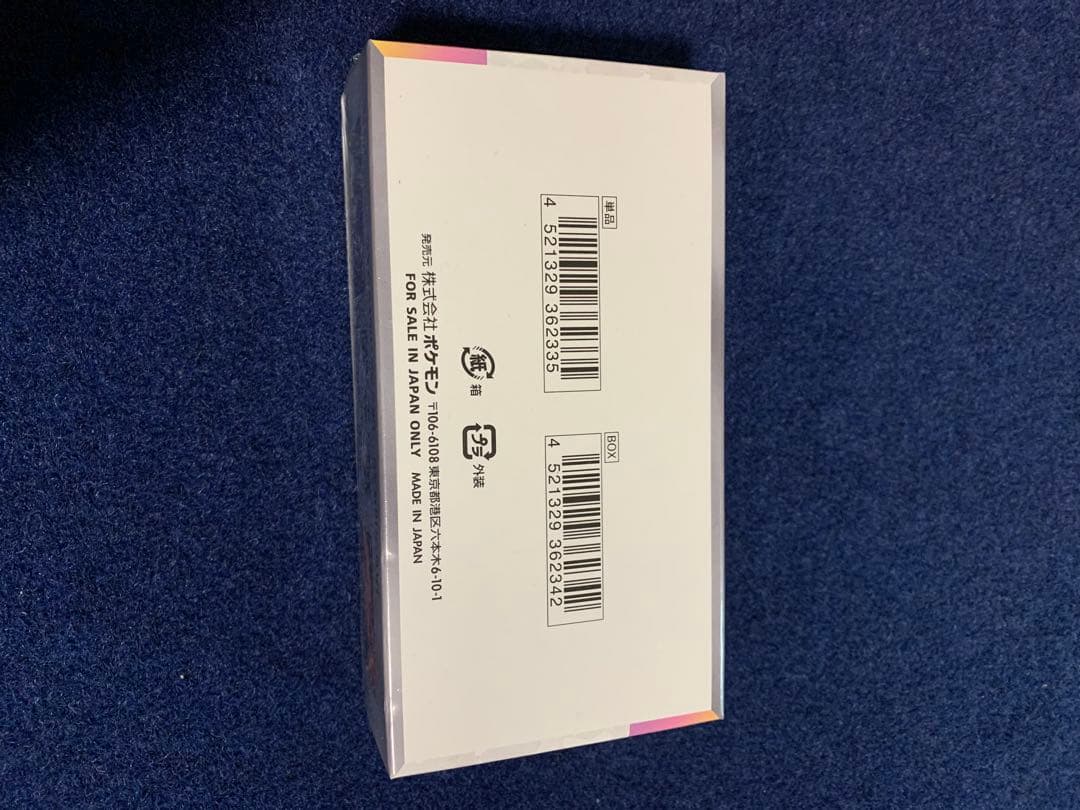 単品
4 521329 362335
BOX
4 521329 362342
紙 箱
プラ 外装
発売元 株式会社 ポケモン 〒106-6108 東京都港区六本木6-10-1
FOR SALE IN JAPAN ONLY MADE IN JAPAN